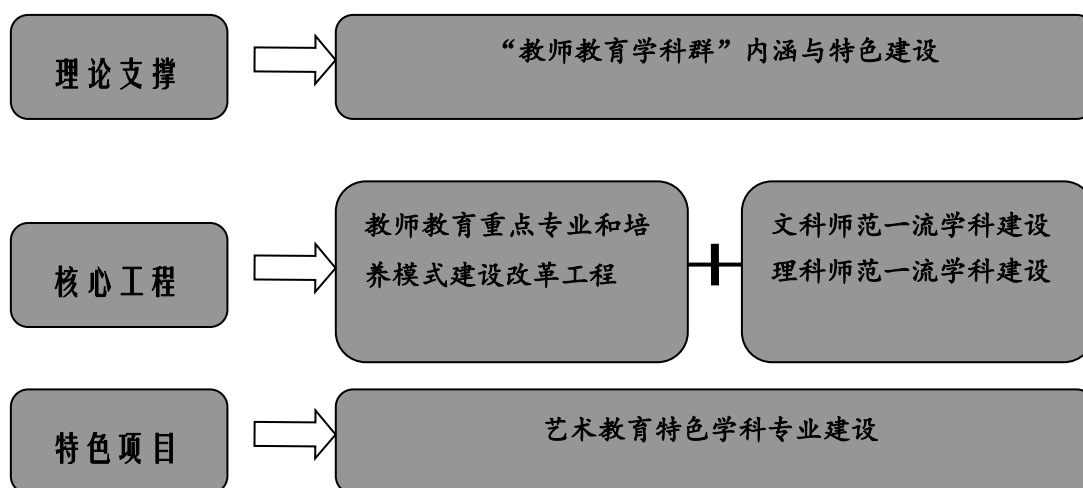 理论支撑
“教师教育学科群”内涵与特色建设
核心工程
教师教育重点专业和培
养模式建设改革工程
文科师范一流学科建设
理科师范一流学科建设
特色项目
艺术教育特色学科专业建设